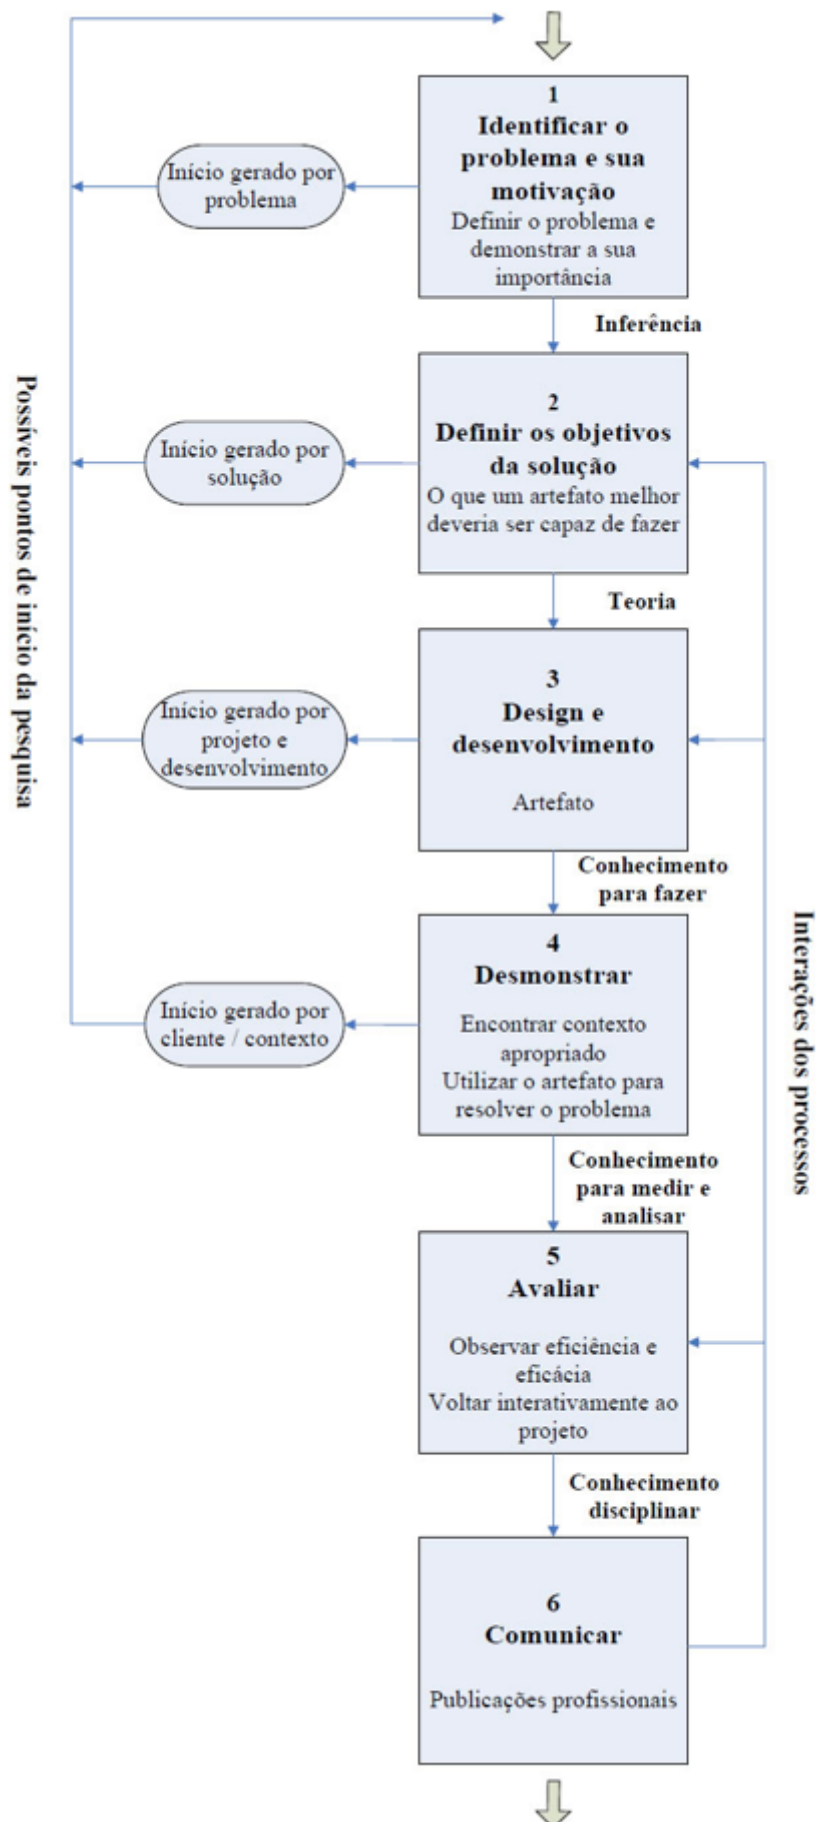 1
Identificar o
problema e sua
motivação
Definir o problema e
demonstrar a sua
importância
Início gerado por
problema
Inferência
2
Definir os objetivos
da solução
O que um artefato melhor
deveria ser capaz de fazer
Início gerado por
solução
Teoria
3
Design e
desenvolvimento
Artefato
Início gerado por
projeto e
desenvolvimento
Conhecimento
para fazer
4
Desmonstrar
Encontrar contexto
apropriado
Utilizar o artefato para
resolver o problema
Início gerado por
cliente / contexto
Conhecimento
para medir e
analisar
5
Avaliar
Observar eficiência e
eficácia
Voltar interativamente ao
projeto
Conhecimento
disciplinar
6
Comunicar
Publicações profissionais
Possíveis pontos de início da pesquisa
Interações dos processos